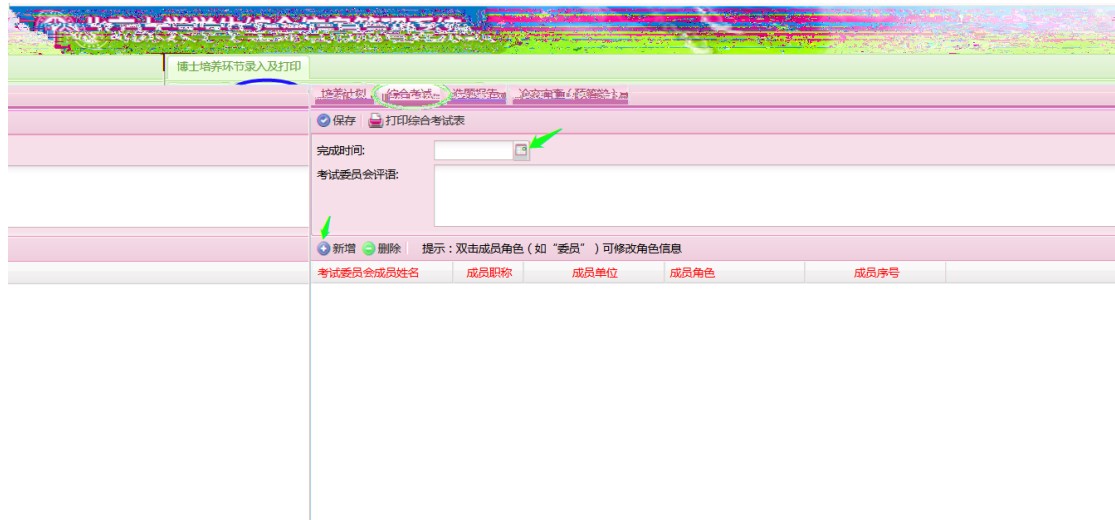 博士培养环节录入及打印
培养计划 综合考试 选题报告
保存 打印综合考试表
完成时间:
考试委员会评语:
新增 删除 提示：双击成员角色（如“委员”）可修改角色信息
考试委员会成员姓名 成员职称 成员单位 成员角色 成员序号